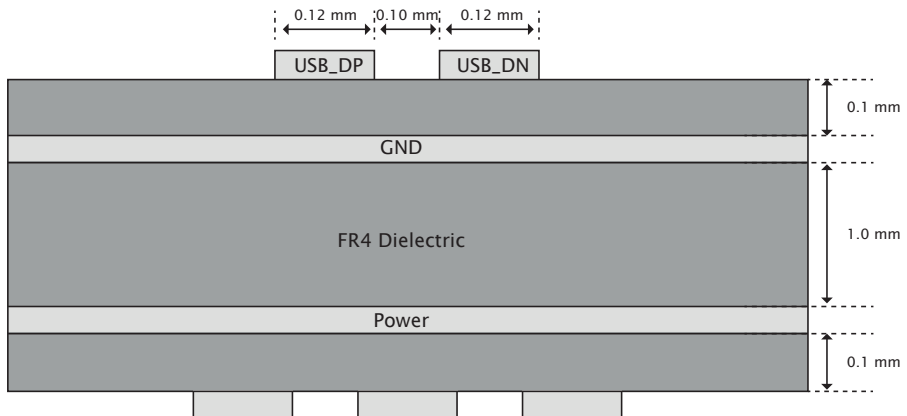 0.12 mm 0.10 mm 0.12 mm
USB_DP USB_DN
0.1 mm
GND
1.0 mm
FR4 Dielectric
Power
0.1 mm